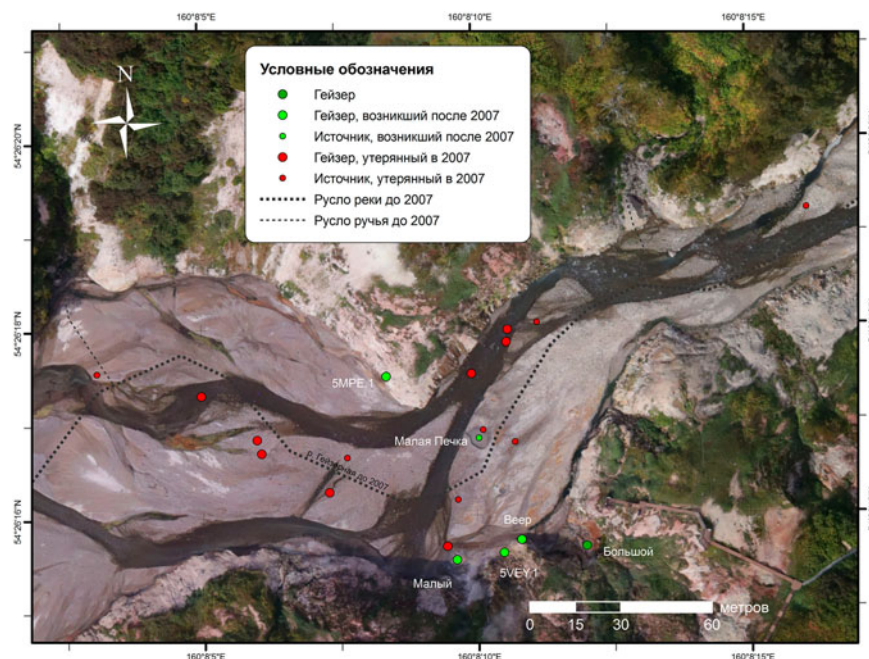 160°8'5"E 160°8'10"E 160°8'15"E
N
Условные обозначения
Гейзер
Гейзер, возникший после 2007
Источник, возникший после 2007
Гейзер, утерянный в 2007
Источник, утерянный в 2007
Русло реки до 2007
Русло ручья до 2007
54°26'20"N
54°26'18"N
54°26'16"N
5MPE.1
Малая Печка
р. Гейзерная до 2007
Веер
Большой
5VEY.1
Малый
метров
0 15 30 60
160°8'5"E 160°8'10"E 160°8'15"E